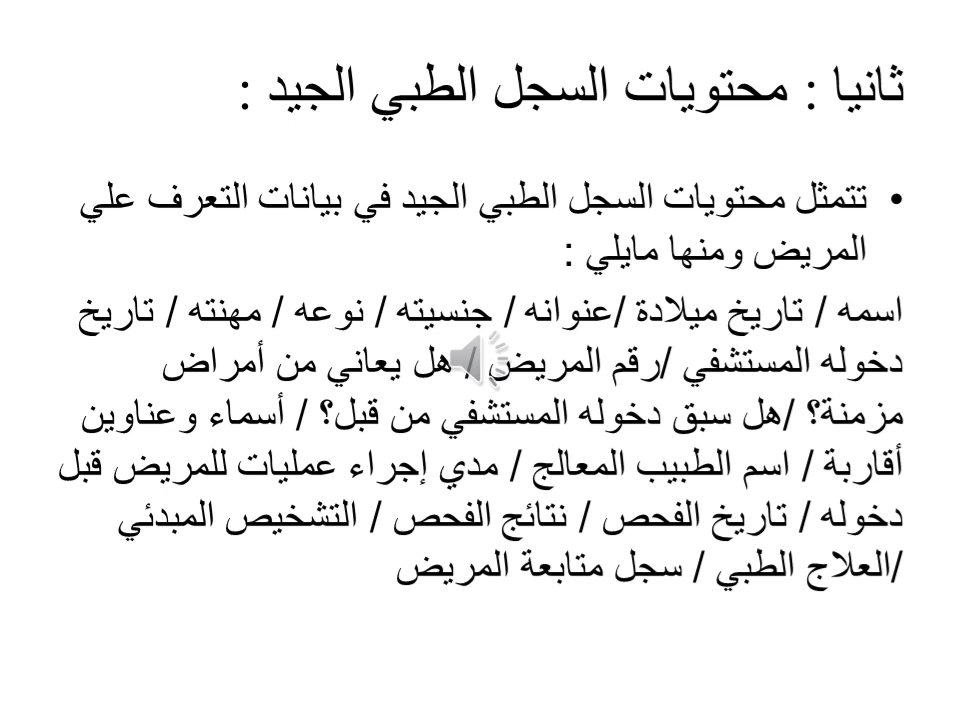 ثانيا : محتويات السجل الطبي الجيد :
• تتمثل محتويات السجل الطبي الجيد في بيانات التعرف علي
المريض ومنها مايلي :
اسمه / تاريخ ميلادة /عنوانه / جنسيته / نوعه / مهنته / تاريخ
دخوله المستشفي /رقم المريض / هل يعاني من أمراض
مزمنة؟ /هل سبق دخوله المستشفي من قبل؟ / أسماء وعناوين
أقاربة / اسم الطبيب المعالج / مدي إجراء عمليات للمريض قبل
دخوله / تاريخ الفحص / نتائج الفحص / التشخيص المبدئي
/العلاج الطبي / سجل متابعة المريض